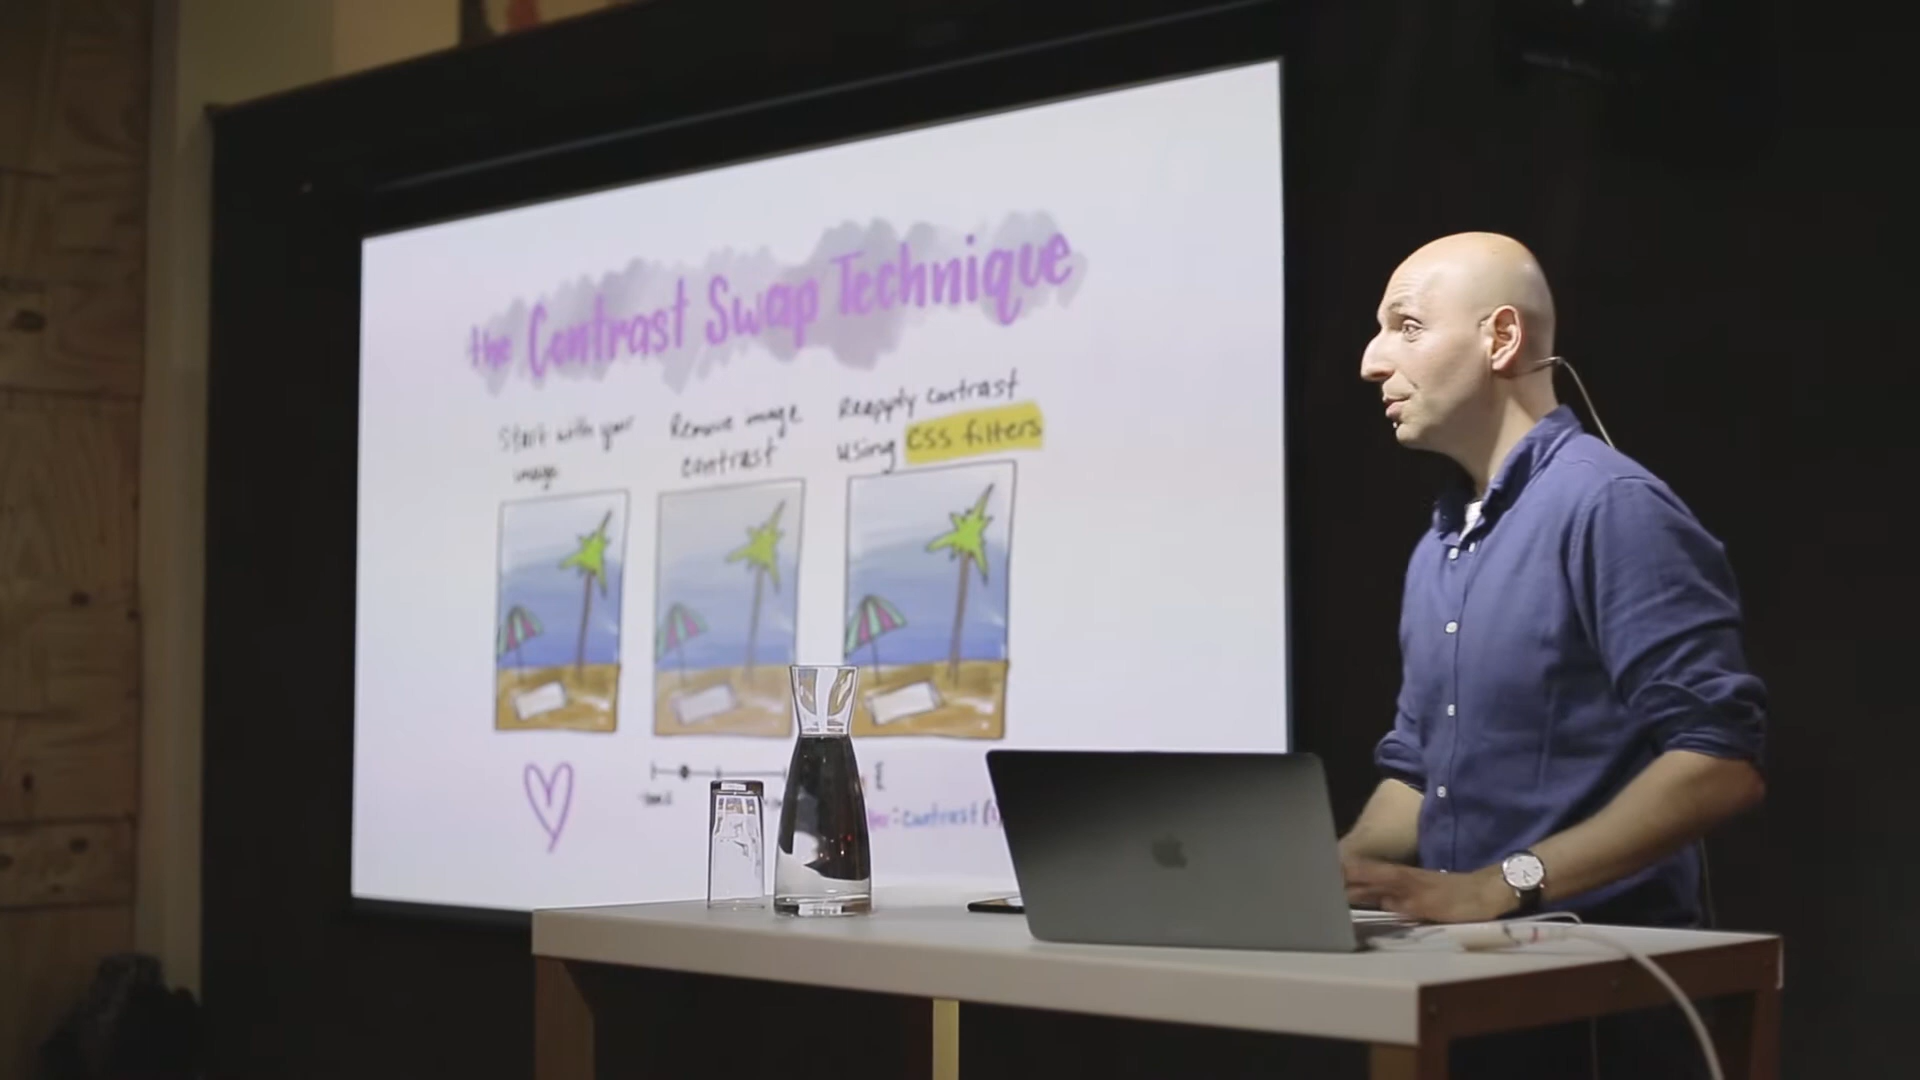 the Contrast Swap Technique
Start with your
image
Remove image
contrast
Reapply contrast
using CSS filters
:contrast(